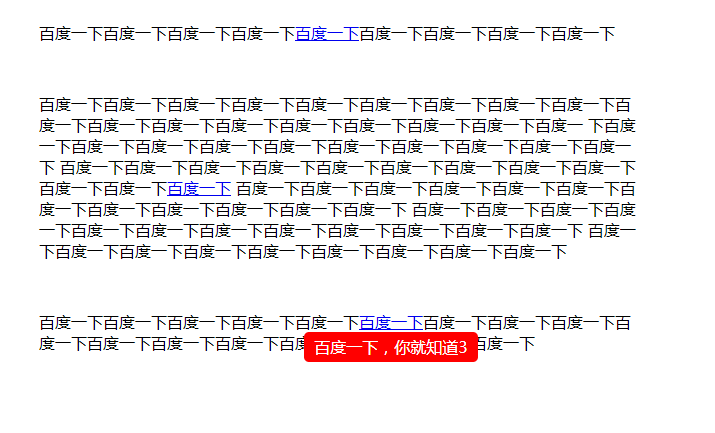 百度一下百度一下百度一下百度一下百度一下百度一下百度一下百度一下百度一下
百度一下百度一下百度一下百度一下百度一下百度一下百度一下百度一下百度一下百
度一下百度一下百度一下百度一下百度一下百度一下百度一下百度一下百度一 下百度
一下百度一下百度一下百度一下百度一下百度一下百度一下百度一下百度一下百度一
下 百度一下百度一下百度一下百度一下百度一下百度一下百度一下百度一下百度一下
百度一下百度一下百度一下 百度一下百度一下百度一下百度一下百度一下百度一下百
度一下百度一下百度一下百度一下百度一下百度一下 百度一下百度一下百度一下百度
一下百度一下百度一下百度一下百度一下百度一下百度一下百度一下百度一下 百度一
下百度一下百度一下百度一下百度一下百度一下百度一下百度一下百度一下
百度一下百度一下百度一下百度一下百度一下百度一下百度一下百度一下百度一下百
度一下百度一下百度一下百度一下百度 百度一下
百度一下，你就知道3